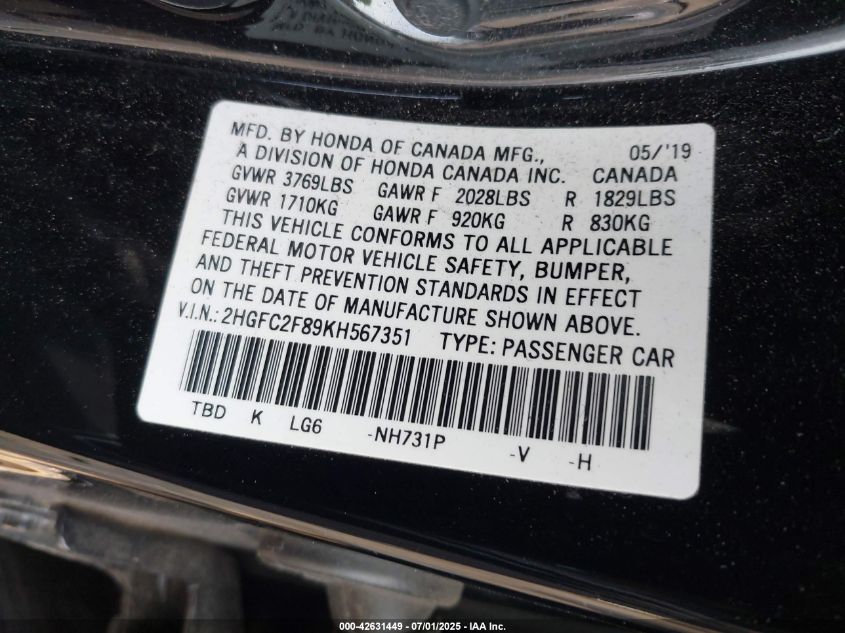 MFD. BY HONDA OF CANADA MFG., 05/'19
A DIVISION OF HONDA CANADA INC. CANADA
GVWR 3769LBS GAWR F 2028LBS R 1829LBS
GVWR 1710KG GAWR F 920KG R 830KG
THIS VEHICLE CONFORMS TO ALL APPLICABLE
FEDERAL MOTOR VEHICLE SAFETY, BUMPER,
AND THEFT PREVENTION STANDARDS IN EFFECT
ON THE DATE OF MANUFACTURE SHOWN ABOVE.
V.I.N.: 2HGFC2F89KH567351 TYPE: PASSENGER CAR
TBD K LG6 -NH731P -V -H
000-42631449 - 07/01/2025 - IAA Inc.